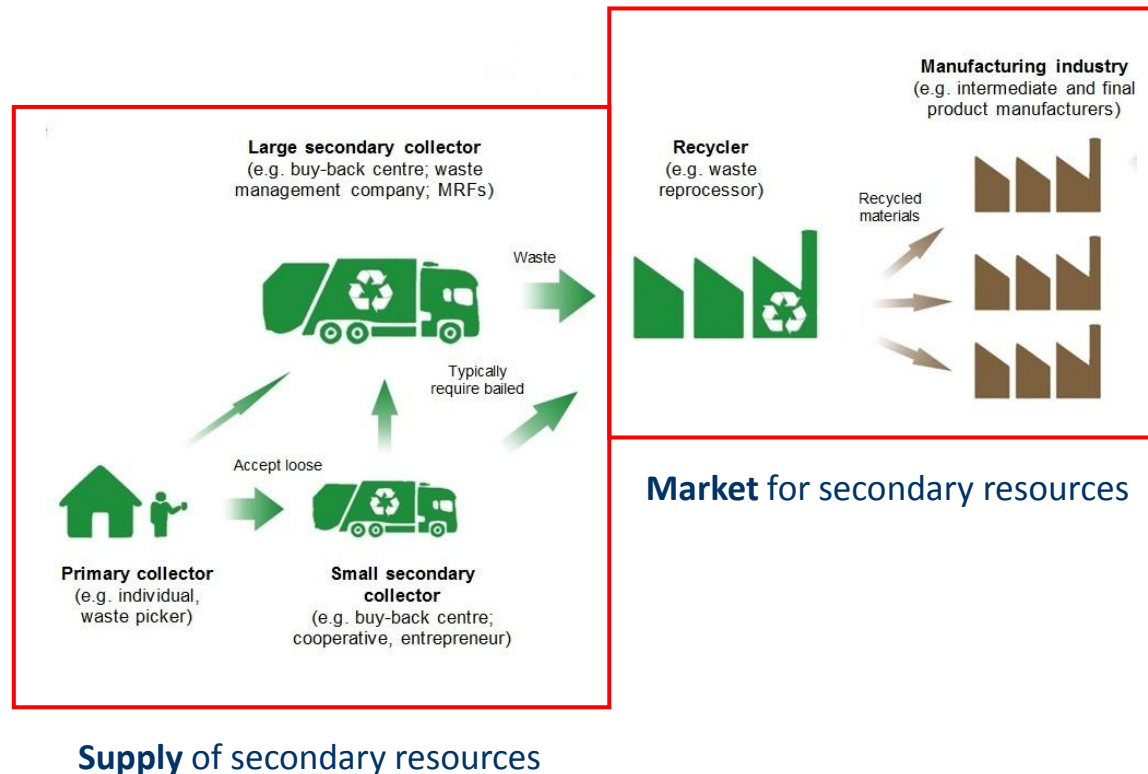 Large secondary collector
(e.g. buy-back centre; waste
management company; MRFs)
Waste
Typically
require bailed
Accept loose
Primary collector
(e.g. individual,
waste picker)
Small secondary
collector
(e.g. buy-back centre;
cooperative, entrepreneur)
Supply of secondary resources
Recycler
(e.g. waste
reprocessor)
Recycled
materials
Manufacturing industry
(e.g. intermediate and final
product manufacturers)
Market for secondary resources